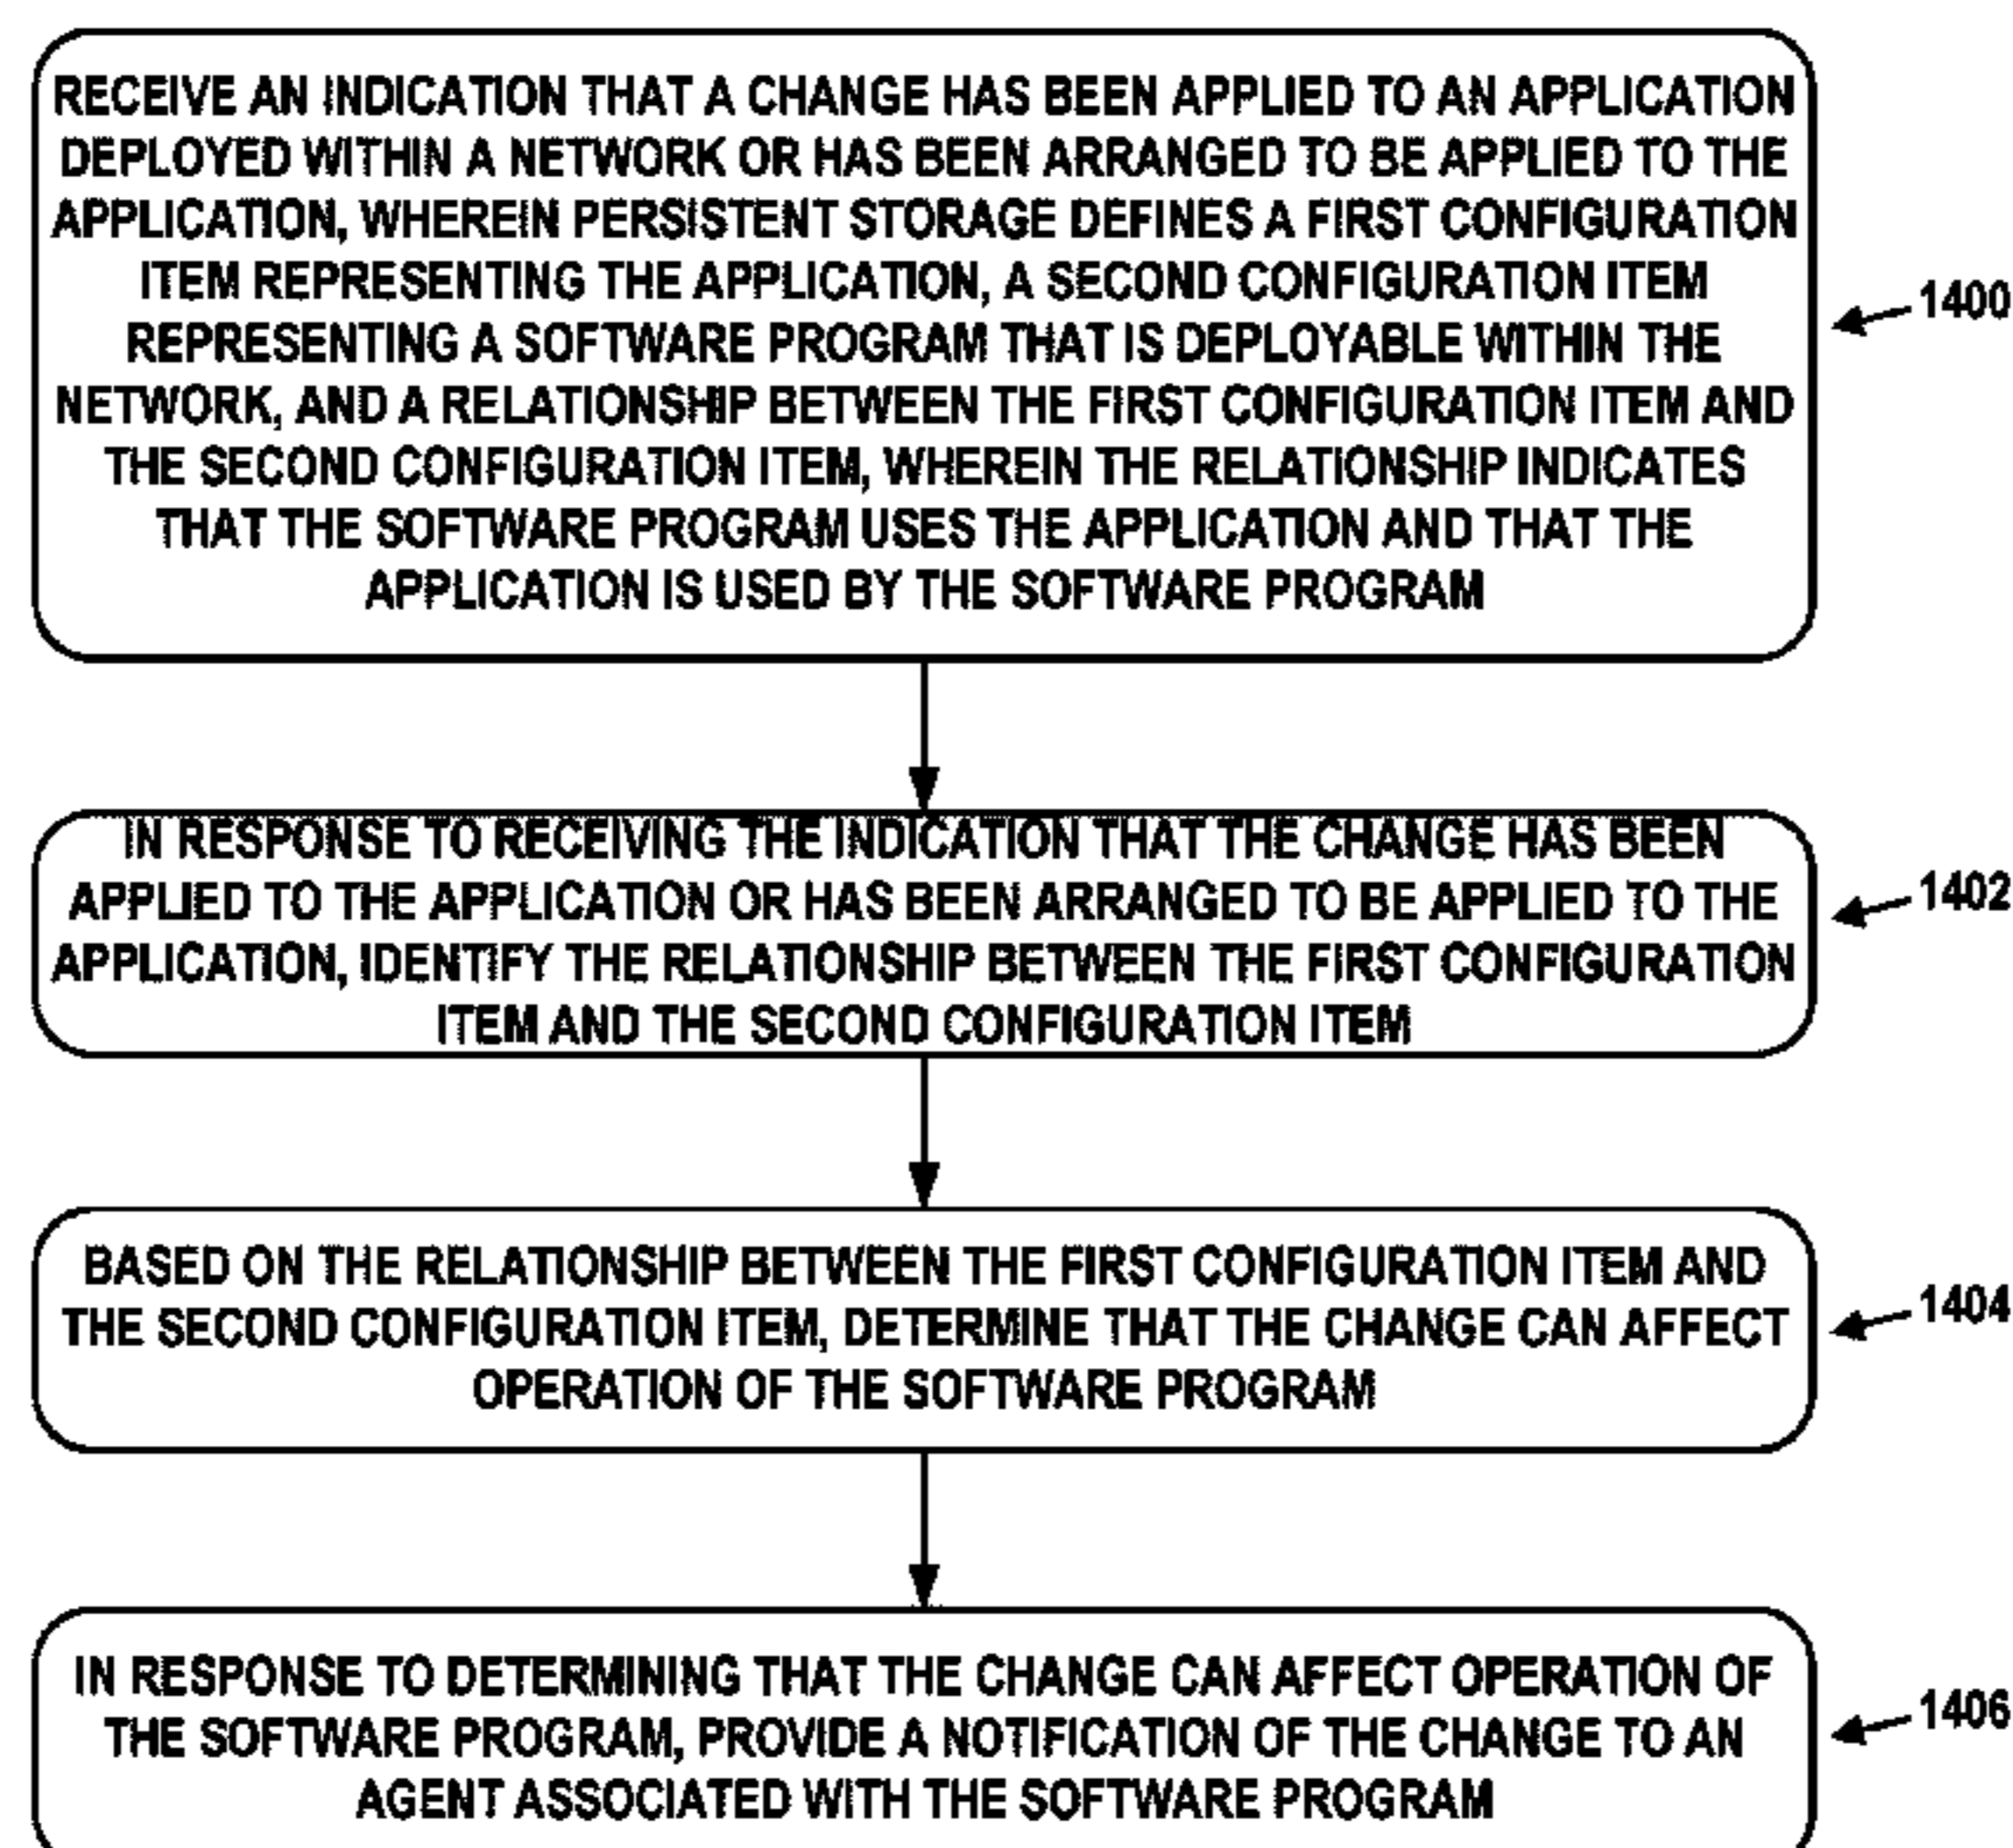 RECEIVE AN INDICATION THAT A CHANGE HAS BEEN APPLIED TO AN APPLICATION
DEPLOYED WITHIN A NETWORK OR HAS BEEN ARRANGED TO BE APPLIED TO THE
APPLICATION, WHEREIN PERSISTENT STORAGE DEFINES A FIRST CONFIGURATION
ITEM REPRESENTING THE APPLICATION, A SECOND CONFIGURATION ITEM
REPRESENTING A SOFTWARE PROGRAM THAT IS DEPLOYABLE WITHIN THE
NETWORK, AND A RELATIONSHIP BETWEEN THE FIRST CONFIGURATION ITEM AND
THE SECOND CONFIGURATION ITEM, WHEREIN THE RELATIONSHIP INDICATES
THAT THE SOFTWARE PROGRAM USES THE APPLICATION AND THAT THE
APPLICATION IS USED BY THE SOFTWARE PROGRAM
1400
IN RESPONSE TO RECEIVING THE INDICATION THAT THE CHANGE HAS BEEN
APPLIED TO THE APPLICATION OR HAS BEEN ARRANGED TO BE APPLIED TO THE
APPLICATION, IDENTIFY THE RELATIONSHIP BETWEEN THE FIRST CONFIGURATION
ITEM AND THE SECOND CONFIGURATION ITEM
1402
BASED ON THE RELATIONSHIP BETWEEN THE FIRST CONFIGURATION ITEM AND
THE SECOND CONFIGURATION ITEM, DETERMINE THAT THE CHANGE CAN AFFECT
OPERATION OF THE SOFTWARE PROGRAM
1404
IN RESPONSE TO DETERMINING THAT THE CHANGE CAN AFFECT OPERATION OF
THE SOFTWARE PROGRAM, PROVIDE A NOTIFICATION OF THE CHANGE TO AN
AGENT ASSOCIATED WITH THE SOFTWARE PROGRAM
1406